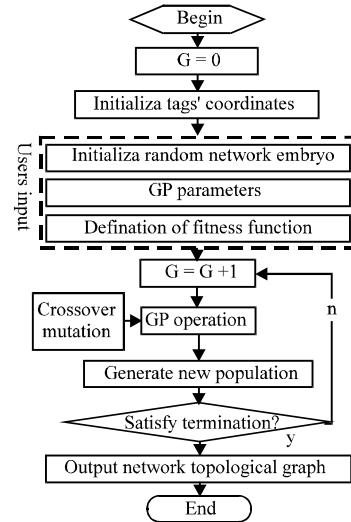 Begin
G = 0
Initializa tags' coordinates
Users input
Initializa random network embryo
GP parameters
Defination of fitness function
G = G +1
n
Crossover
mutation
GP operation
Generate new population
Satisfy termination?
y
Output network topological graph
End